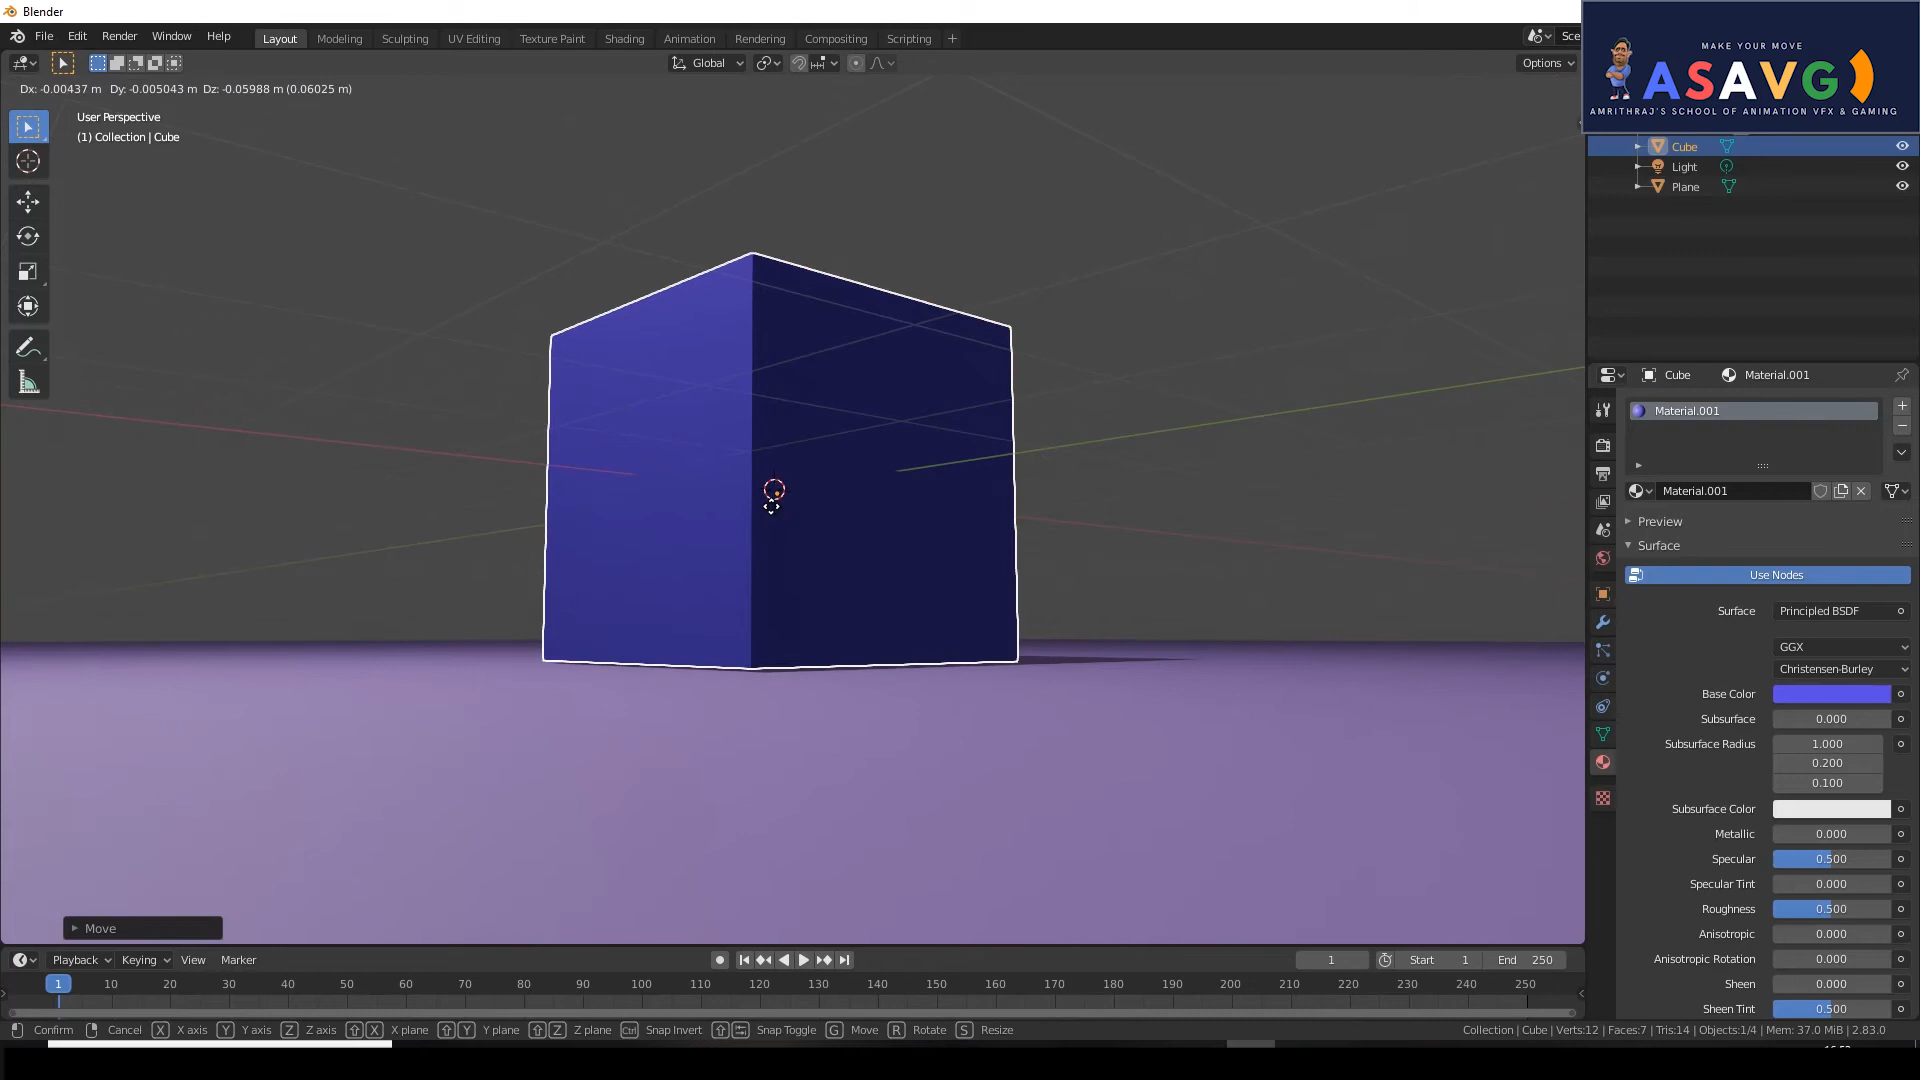 Blender
File Edit Render Window Help Layout Modeling Sculpting UV Editing Texture Paint Shading Animation Rendering Compositing Scripting + Sce
MAKE YOUR MOVE
ASAVG
AMRITHRAJ'S SCHOOL OF ANIMATION VFX & GAMING
Global Options
Dx: -0.00437 m Dy: -0.005043 m Dz: -0.05988 m (0.06025 m)
User Perspective
(1) Collection | Cube
Cube
Light
Plane
Cube Material.001
Material.001
Material.001
Preview
Surface
Use Nodes
Surface Principled BSDF
GGX
Christensen-Burley
Base Color
Subsurface 0.000
Subsurface Radius 1.000
0.200
0.100
Subsurface Color
Metallic 0.000
Specular 0.500
Specular Tint 0.000
Roughness 0.500
Anisotropic 0.000
Anisotropic Rotation 0.000
Sheen 0.000
Sheen Tint 0.500
Move
Playback Keying View Marker 1 Start 1 End 250
1 10 20 30 40 50 60 70 80 90 100 110 120 130 140 150 160 170 180 190 200 210 220 230 240 250
Confirm Cancel X X axis Y Y axis Z Z axis X X plane Y Y plane Z Z plane Ctrl Snap Invert Snap Toggle G Move R Rotate S Resize Collection | Cube | Verts:12 | Faces:7 | Tris:14 | Objects:1/4 | Mem: 37.0 MiB | 2.83.0